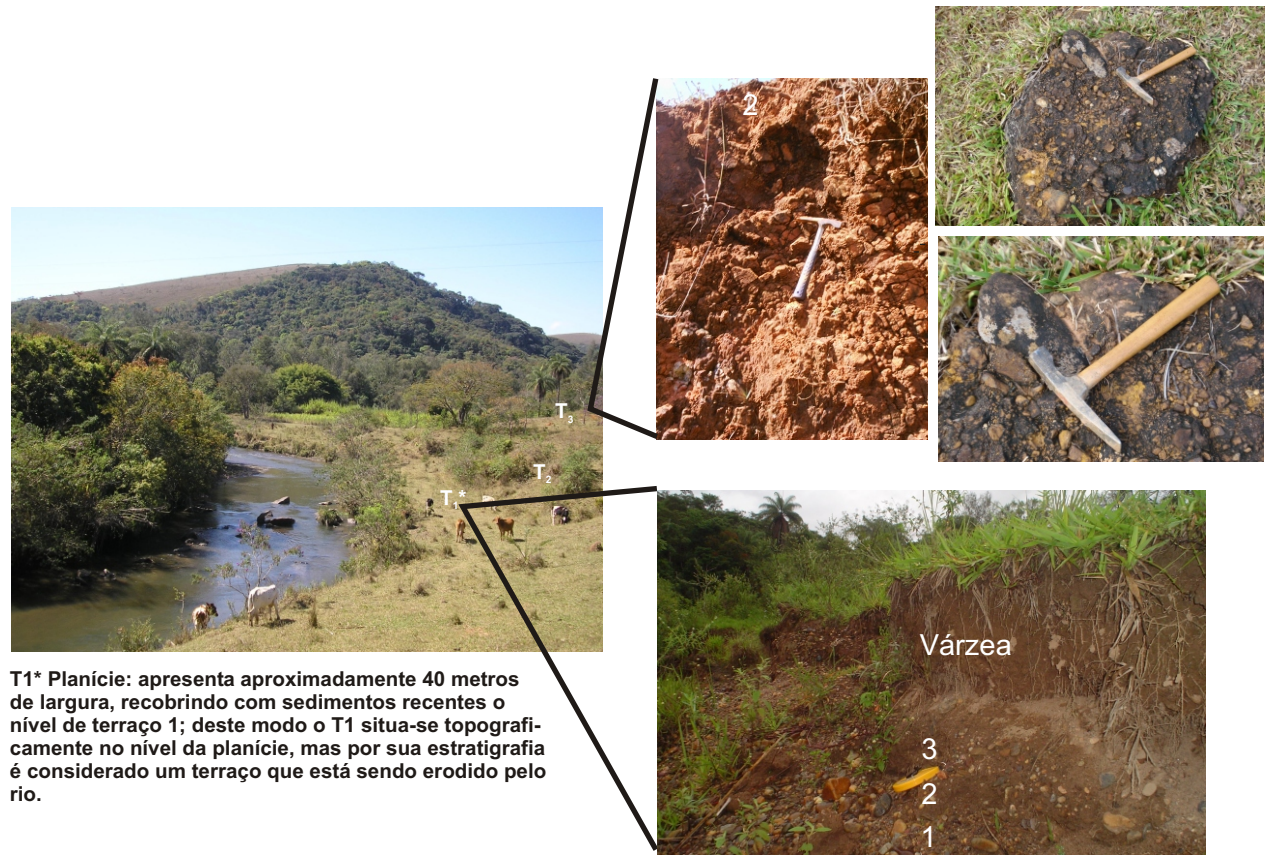 2
T3
T2
T1*
T1* Planície: apresenta aproximadamente 40 metros
de largura, recobrindo com sedimentos recentes o
nível de terraço 1; deste modo o T1 situa-se topografi-
camente no nível da planície, mas por sua estratigrafia
é considerado um terraço que está sendo erodido pelo
rio.
Várzea
3
2
1